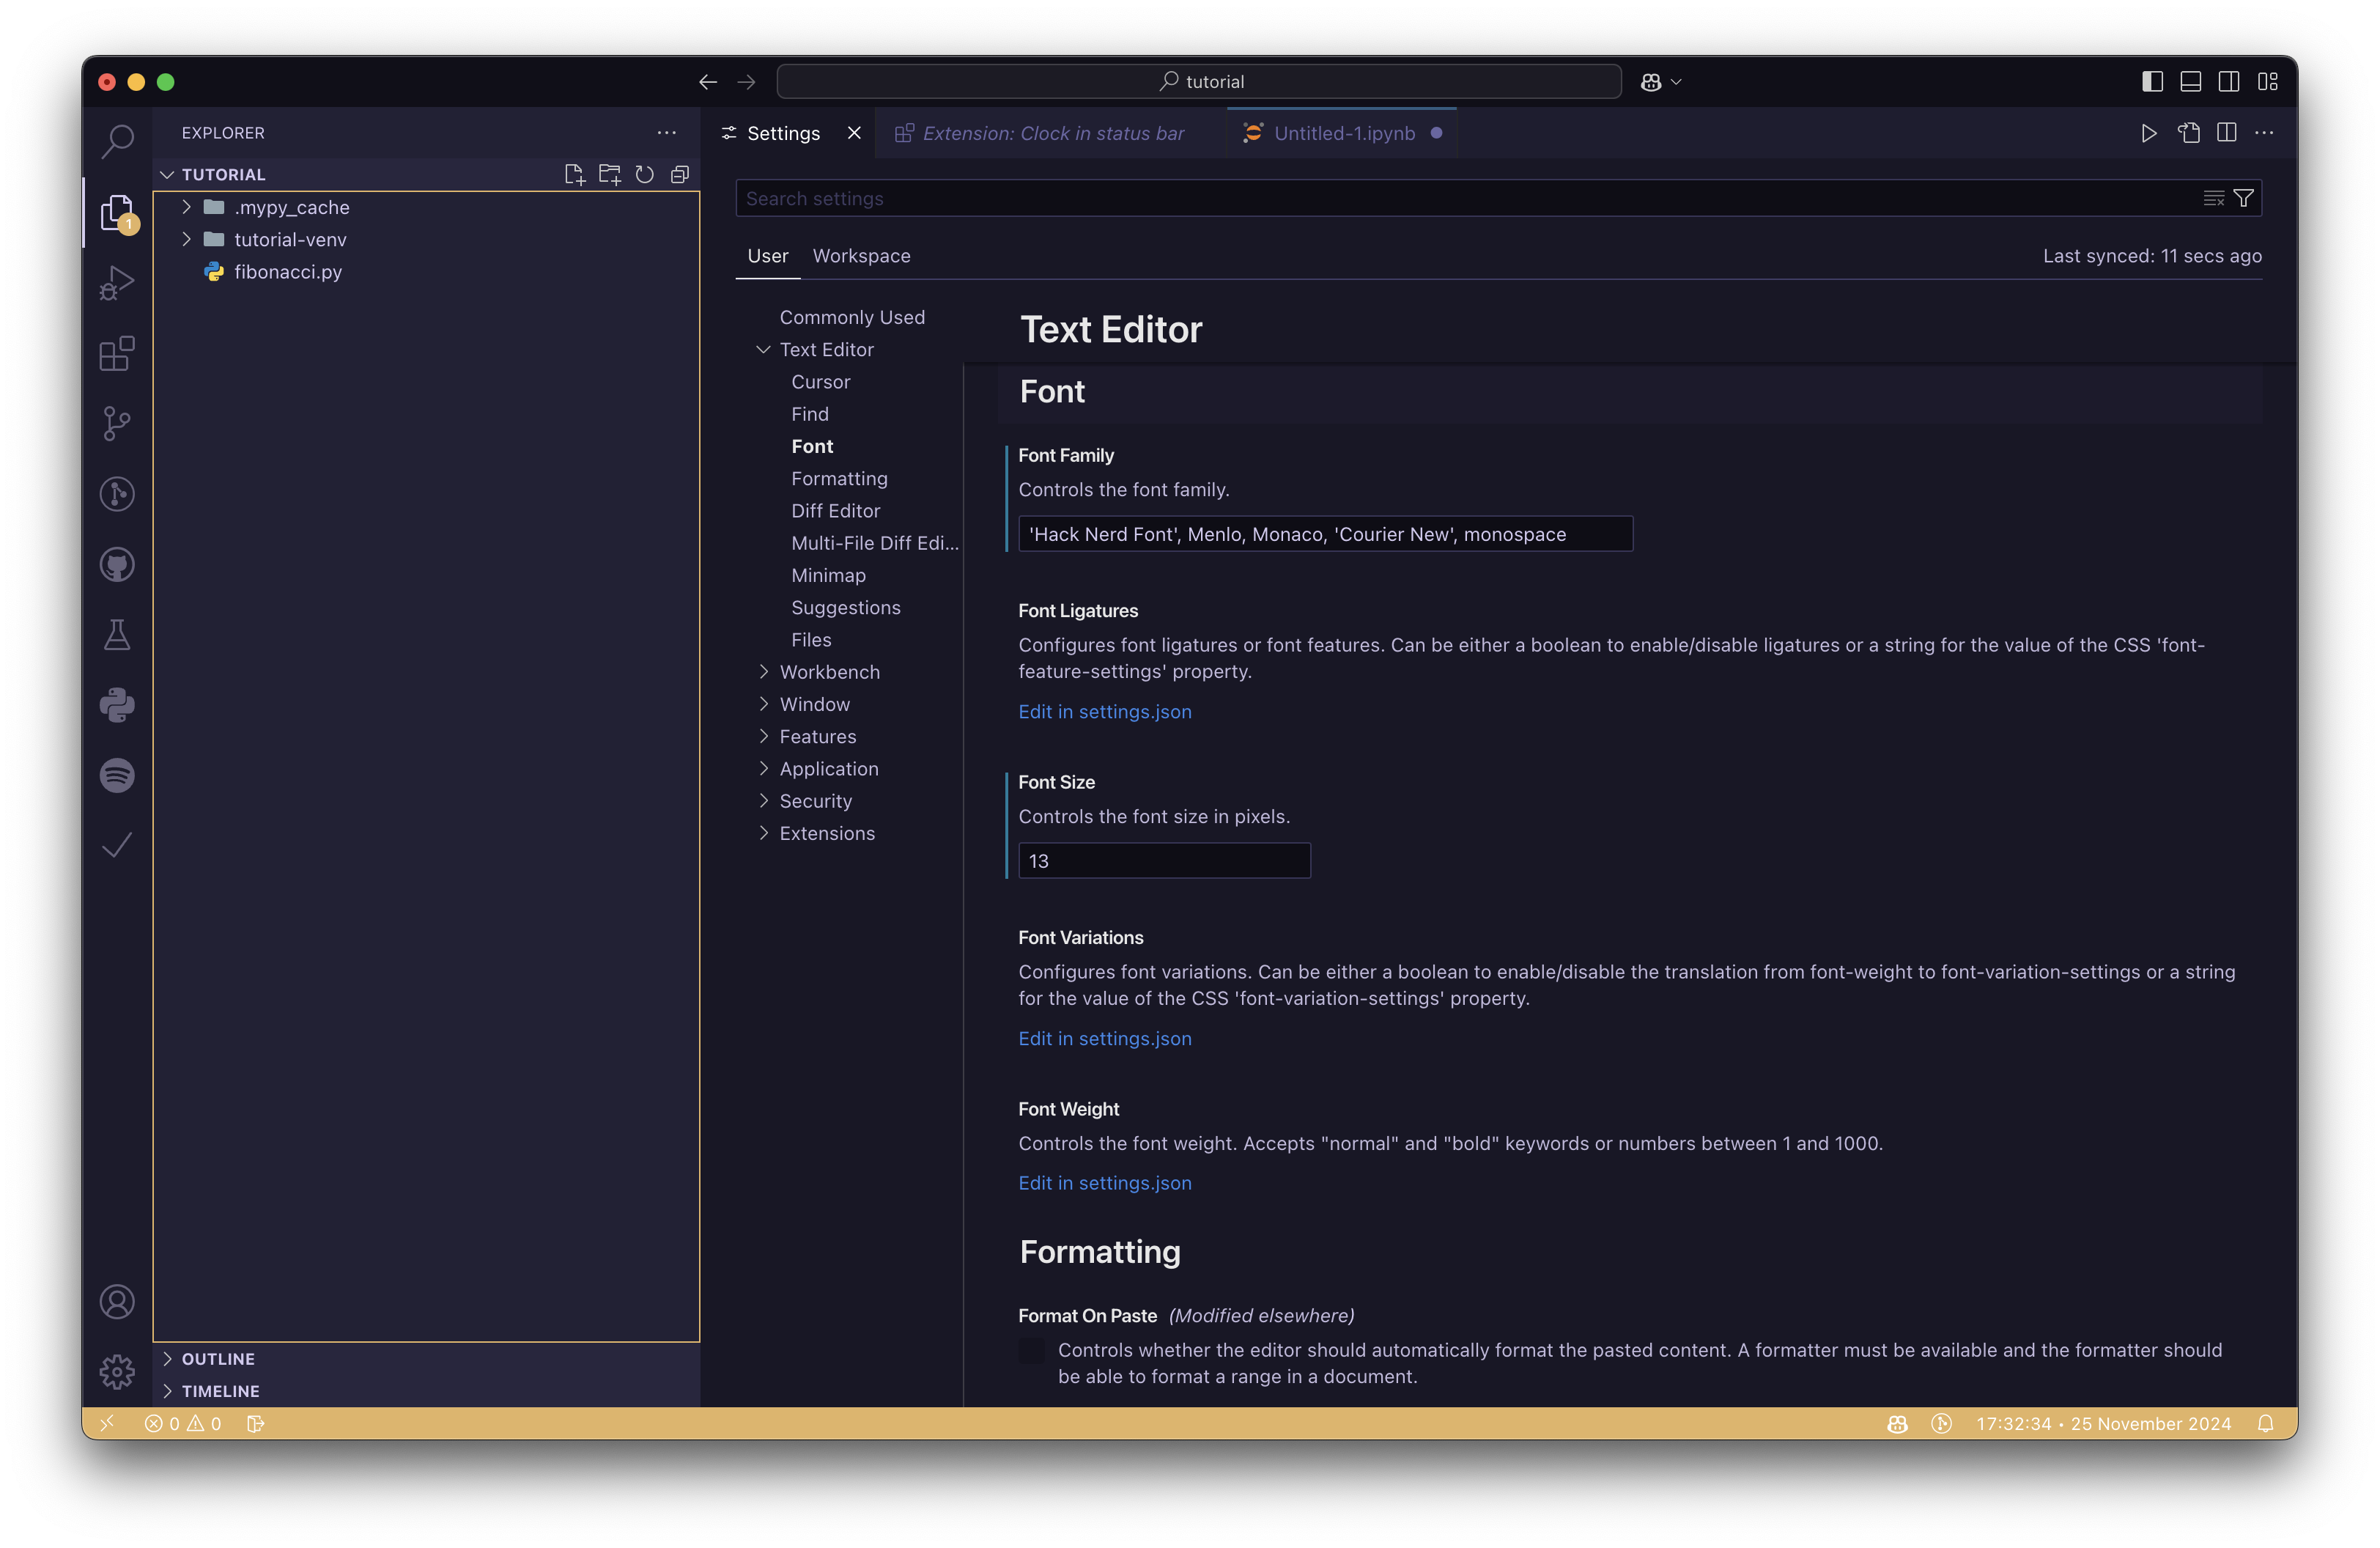 tutorial
EXPLORER
TUTORIAL
.mypy_cache
tutorial-venv
fibonacci.py
1
OUTLINE
TIMELINE
Settings
Extension: Clock in status bar
Untitled-1.ipynb
Search settings
User
Workspace
Last synced: 11 secs ago
Commonly Used
Text Editor
Cursor
Find
Font
Formatting
Diff Editor
Multi-File Diff Edi...
Minimap
Suggestions
Files
Workbench
Window
Features
Application
Security
Extensions
Text Editor
Font
Font Family
Controls the font family.
'Hack Nerd Font', Menlo, Monaco, 'Courier New', monospace
Font Ligatures
Configures font ligatures or font features. Can be either a boolean to enable/disable ligatures or a string for the value of the CSS 'font-
feature-settings' property.
Edit in settings.json
Font Size
Controls the font size in pixels.
13
Font Variations
Configures font variations. Can be either a boolean to enable/disable the translation from font-weight to font-variation-settings or a string
for the value of the CSS 'font-variation-settings' property.
Edit in settings.json
Font Weight
Controls the font weight. Accepts "normal" and "bold" keywords or numbers between 1 and 1000.
Edit in settings.json
Formatting
Format On Paste (Modified elsewhere)
Controls whether the editor should automatically format the pasted content. A formatter must be available and the formatter should
be able to format a range in a document.
0 0
17:32:34 • 25 November 2024